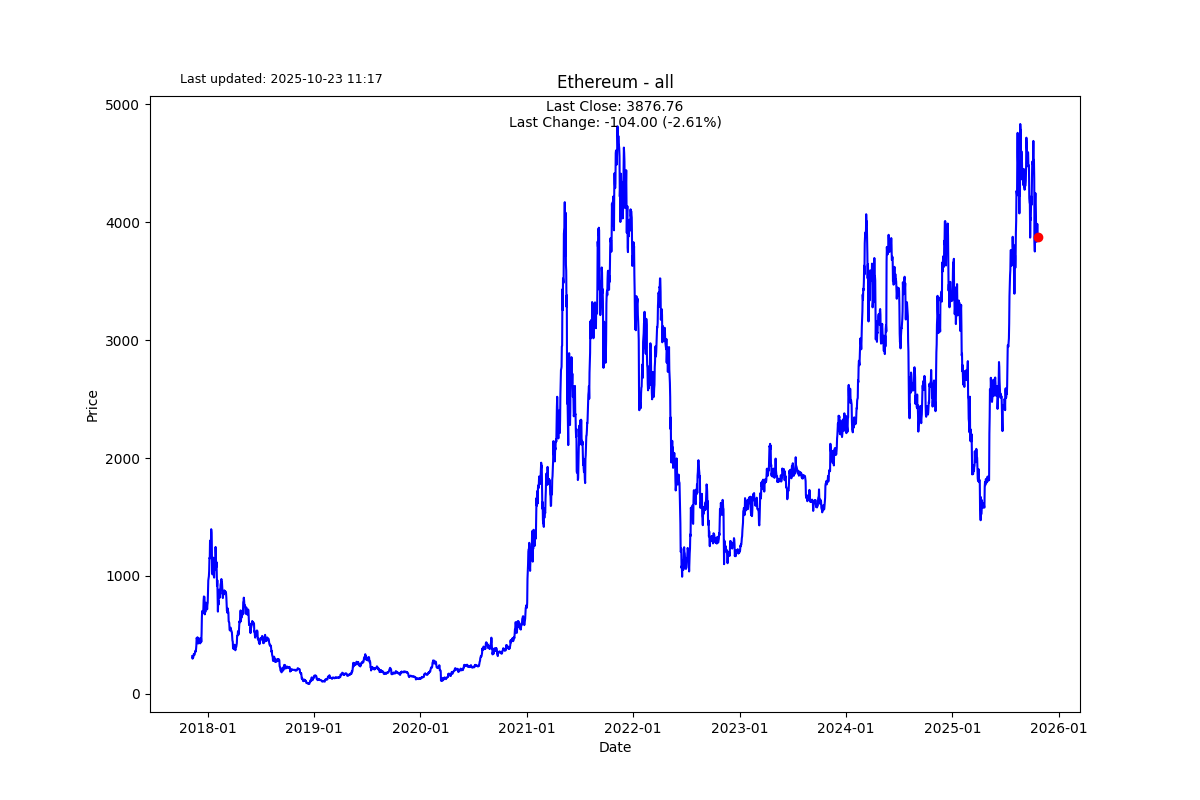 Last updated: 2025-10-23 11:17
Ethereum - all
Last Close: 3876.76
Last Change: -104.00 (-2.61%)
5000
4000
3000
2000
1000
0
Price
2018-01 2019-01 2020-01 2021-01 2022-01 2023-01 2024-01 2025-01 2026-01
Date